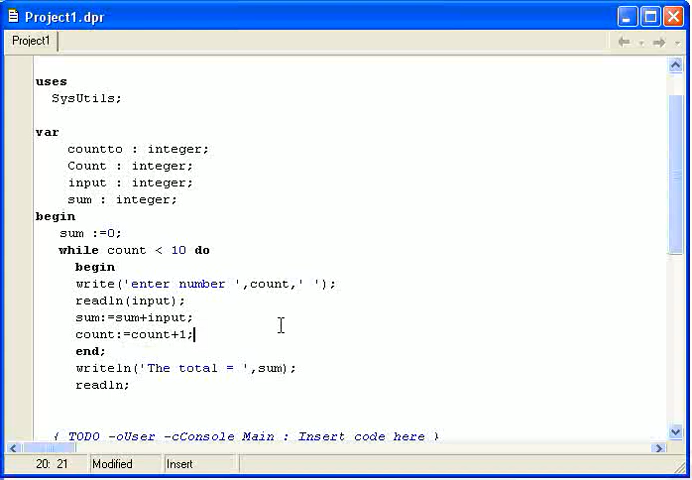 Project1.dpr
Project1
uses
SysUtils;
var
countto : integer;
Count : integer;
input : integer;
sum : integer;
begin
sum :=0;
while count < 10 do
begin
write('enter number ',count,' ');
readln(input);
sum:=sum+input;
count:=count+1;
end;
writeln('The total = ',sum);
readln;
{ TODO -oUser -cConsole Main : Insert code here }
20: 21
Modified
Insert